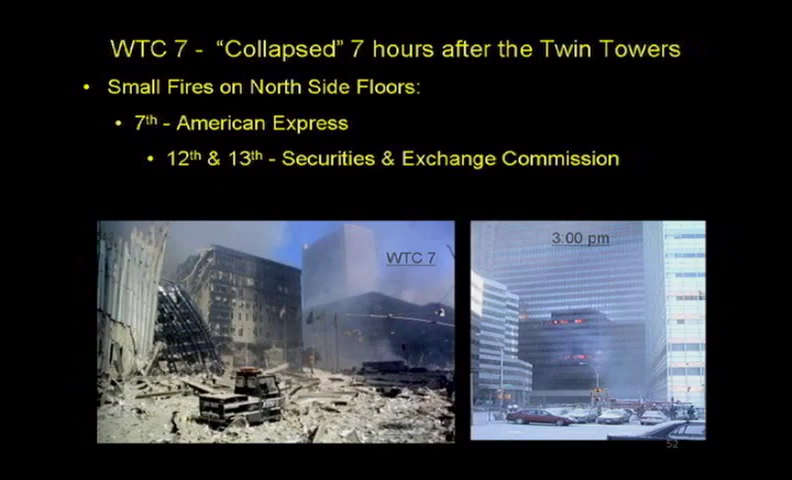 WTC 7 - “Collapsed” 7 hours after the Twin Towers
• Small Fires on North Side Floors:
• 7th - American Express
• 12th & 13th - Securities & Exchange Commission
WTC 7
3:00 pm
52